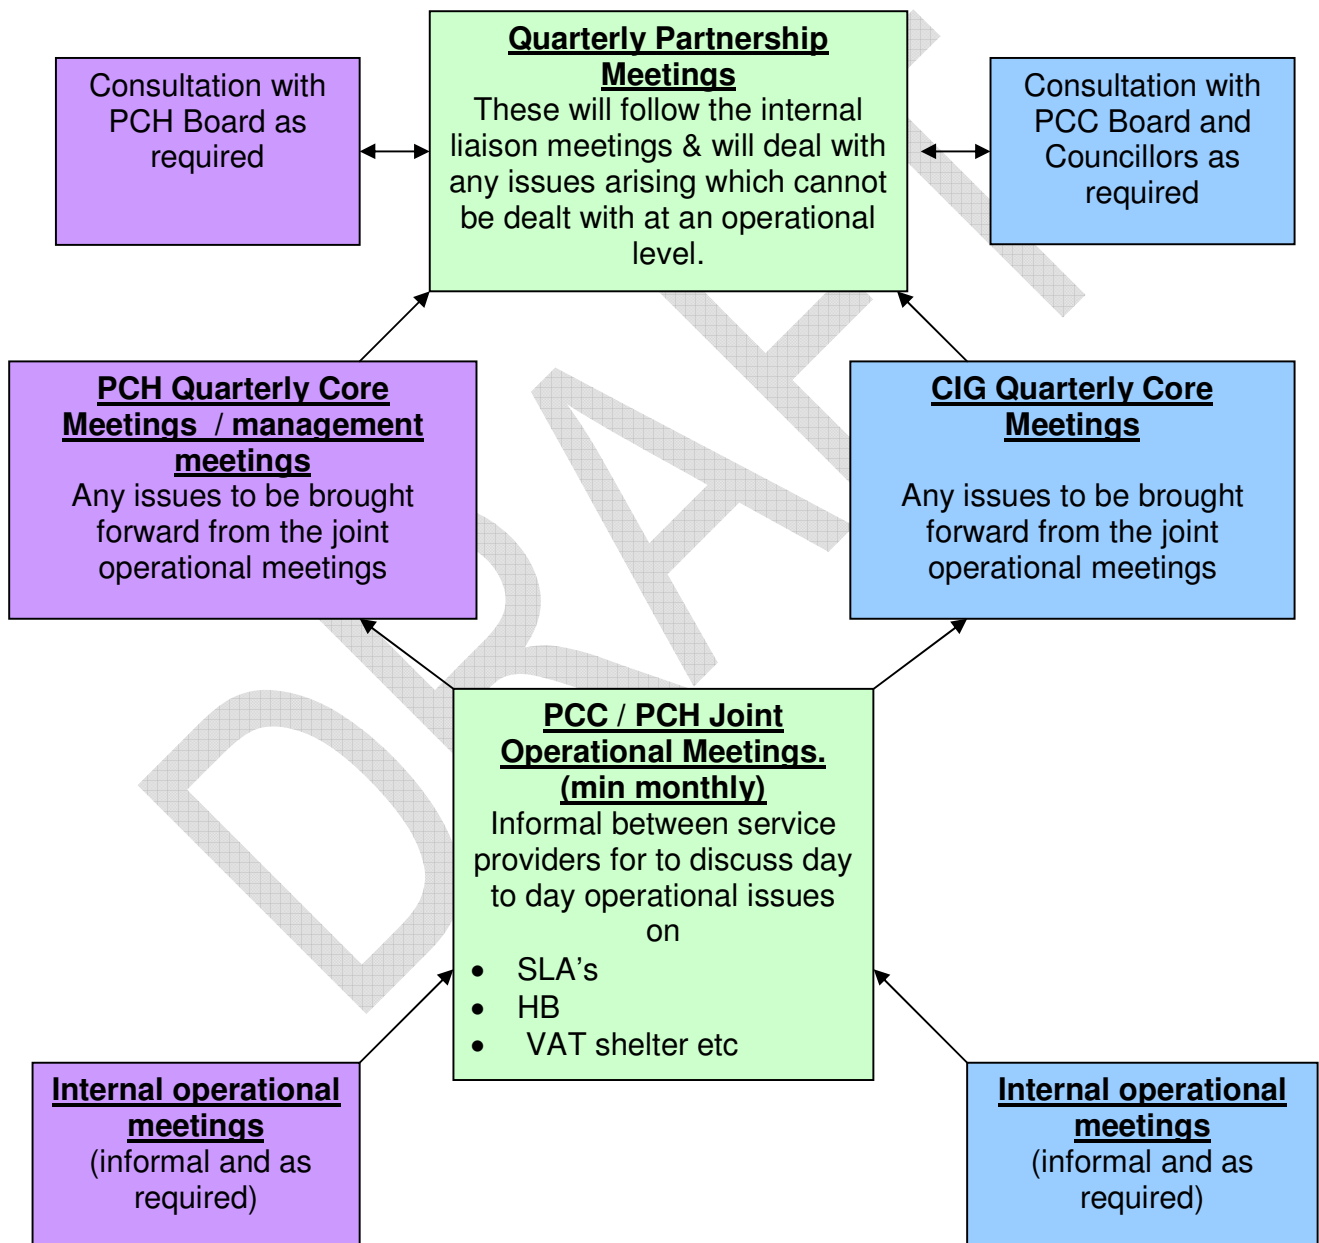 Quarterly Partnership
Meetings
These will follow the internal
liaison meetings & will deal with
any issues arising which cannot
be dealt with at an operational
level.
Consultation with
PCH Board as
required
Consultation with
PCC Board and
Councillors as
required
PCH Quarterly Core
Meetings / management
meetings
Any issues to be brought
forward from the joint
operational meetings
CIG Quarterly Core
Meetings
Any issues to be brought
forward from the joint
operational meetings
PCC / PCH Joint
Operational Meetings.
(min monthly)
Informal between service
providers for to discuss day
to day operational issues
on
• SLA's
• HB
• VAT shelter etc
Internal operational
meetings
(informal and as
required)
Internal operational
meetings
(informal and as
required)
DRAFT